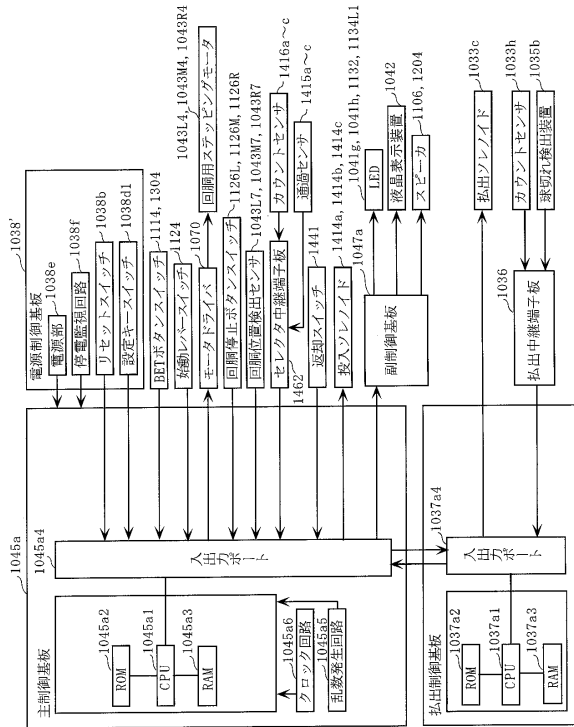 1038'
電源制御基板
電源部
1038e
停電監視回路
1038f
リセットスイッチ
1038b
設定キースイッチ
1038d1
BETボタンスイッチ
1114, 1304
始動レバースイッチ
1124
モータドライバ
1070
回胴用ステッピングモータ
1043L4, 1043M4, 1043R4
回胴停止ボタンスイッチ
1126L, 1126M, 1126R
回胴位置検出センサ
1043L7, 1043M7, 1043R7
セレクタ中継端子板
1462
カウントセンサ
1416a～c
通過センサ
1415a～c
返却スイッチ
1441
投入ソレノイド
1414a, 1414b, 1414c
副制御基板
1047a
LED
1041g, 1041h, 1132, 1134L1
液晶表示装置
1042
スピーカ
1106, 1204
1045a
主制御基板
1045a4
入出力ポート
ROM
1045a2
CPU
1045a1
RAM
1045a3
クロック回路
1045a6
乱数発生回路
1045a5
払出制御基板
1037a4
入出力ポート
ROM
1037a2
CPU
1037a1
RAM
1037a3
払出中継端子板
1036
払出ソレノイド
1033c
カウントセンサ
1033h
球切れ検出装置
1035b